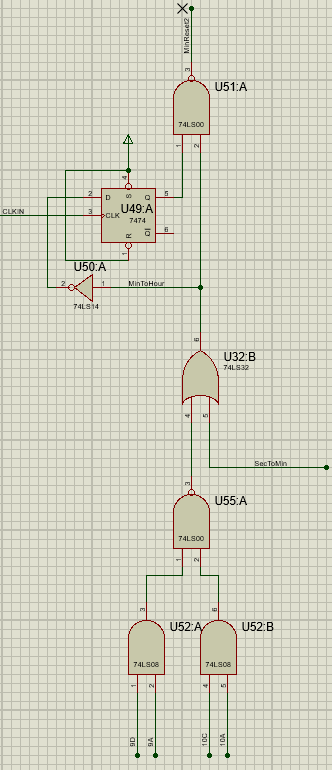 MinReset2
3
U51:A
74LS00
1
2
4
S
2
D
Q
5
U49:A
CLKIN
3
CLK
7474
Q
6
R
1
U50:A
2
1
MinToHour
74LS14
6
U32:B
74LS32
4
5
SecToMin
3
U55:A
74LS00
1
2
3
6
U52:A
U52:B
74LS08
74LS08
1
2
4
5
9D
9A
10C
10A